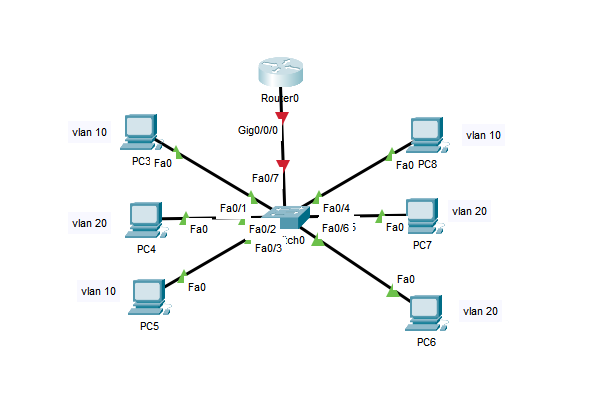 Router0
Gig0/0/0
vlan 10
PC3
Fa0
vlan 10
Fa0
PC8
Fa0/7
Fa0/1
Fa0/4
vlan 20
Fa0
Fa0/2
Fa0/6
Fa0
vlan 20
PC7
PC4
Fa0/3
vlan 10
Fa0
Fa0
PC5
vlan 20
PC6